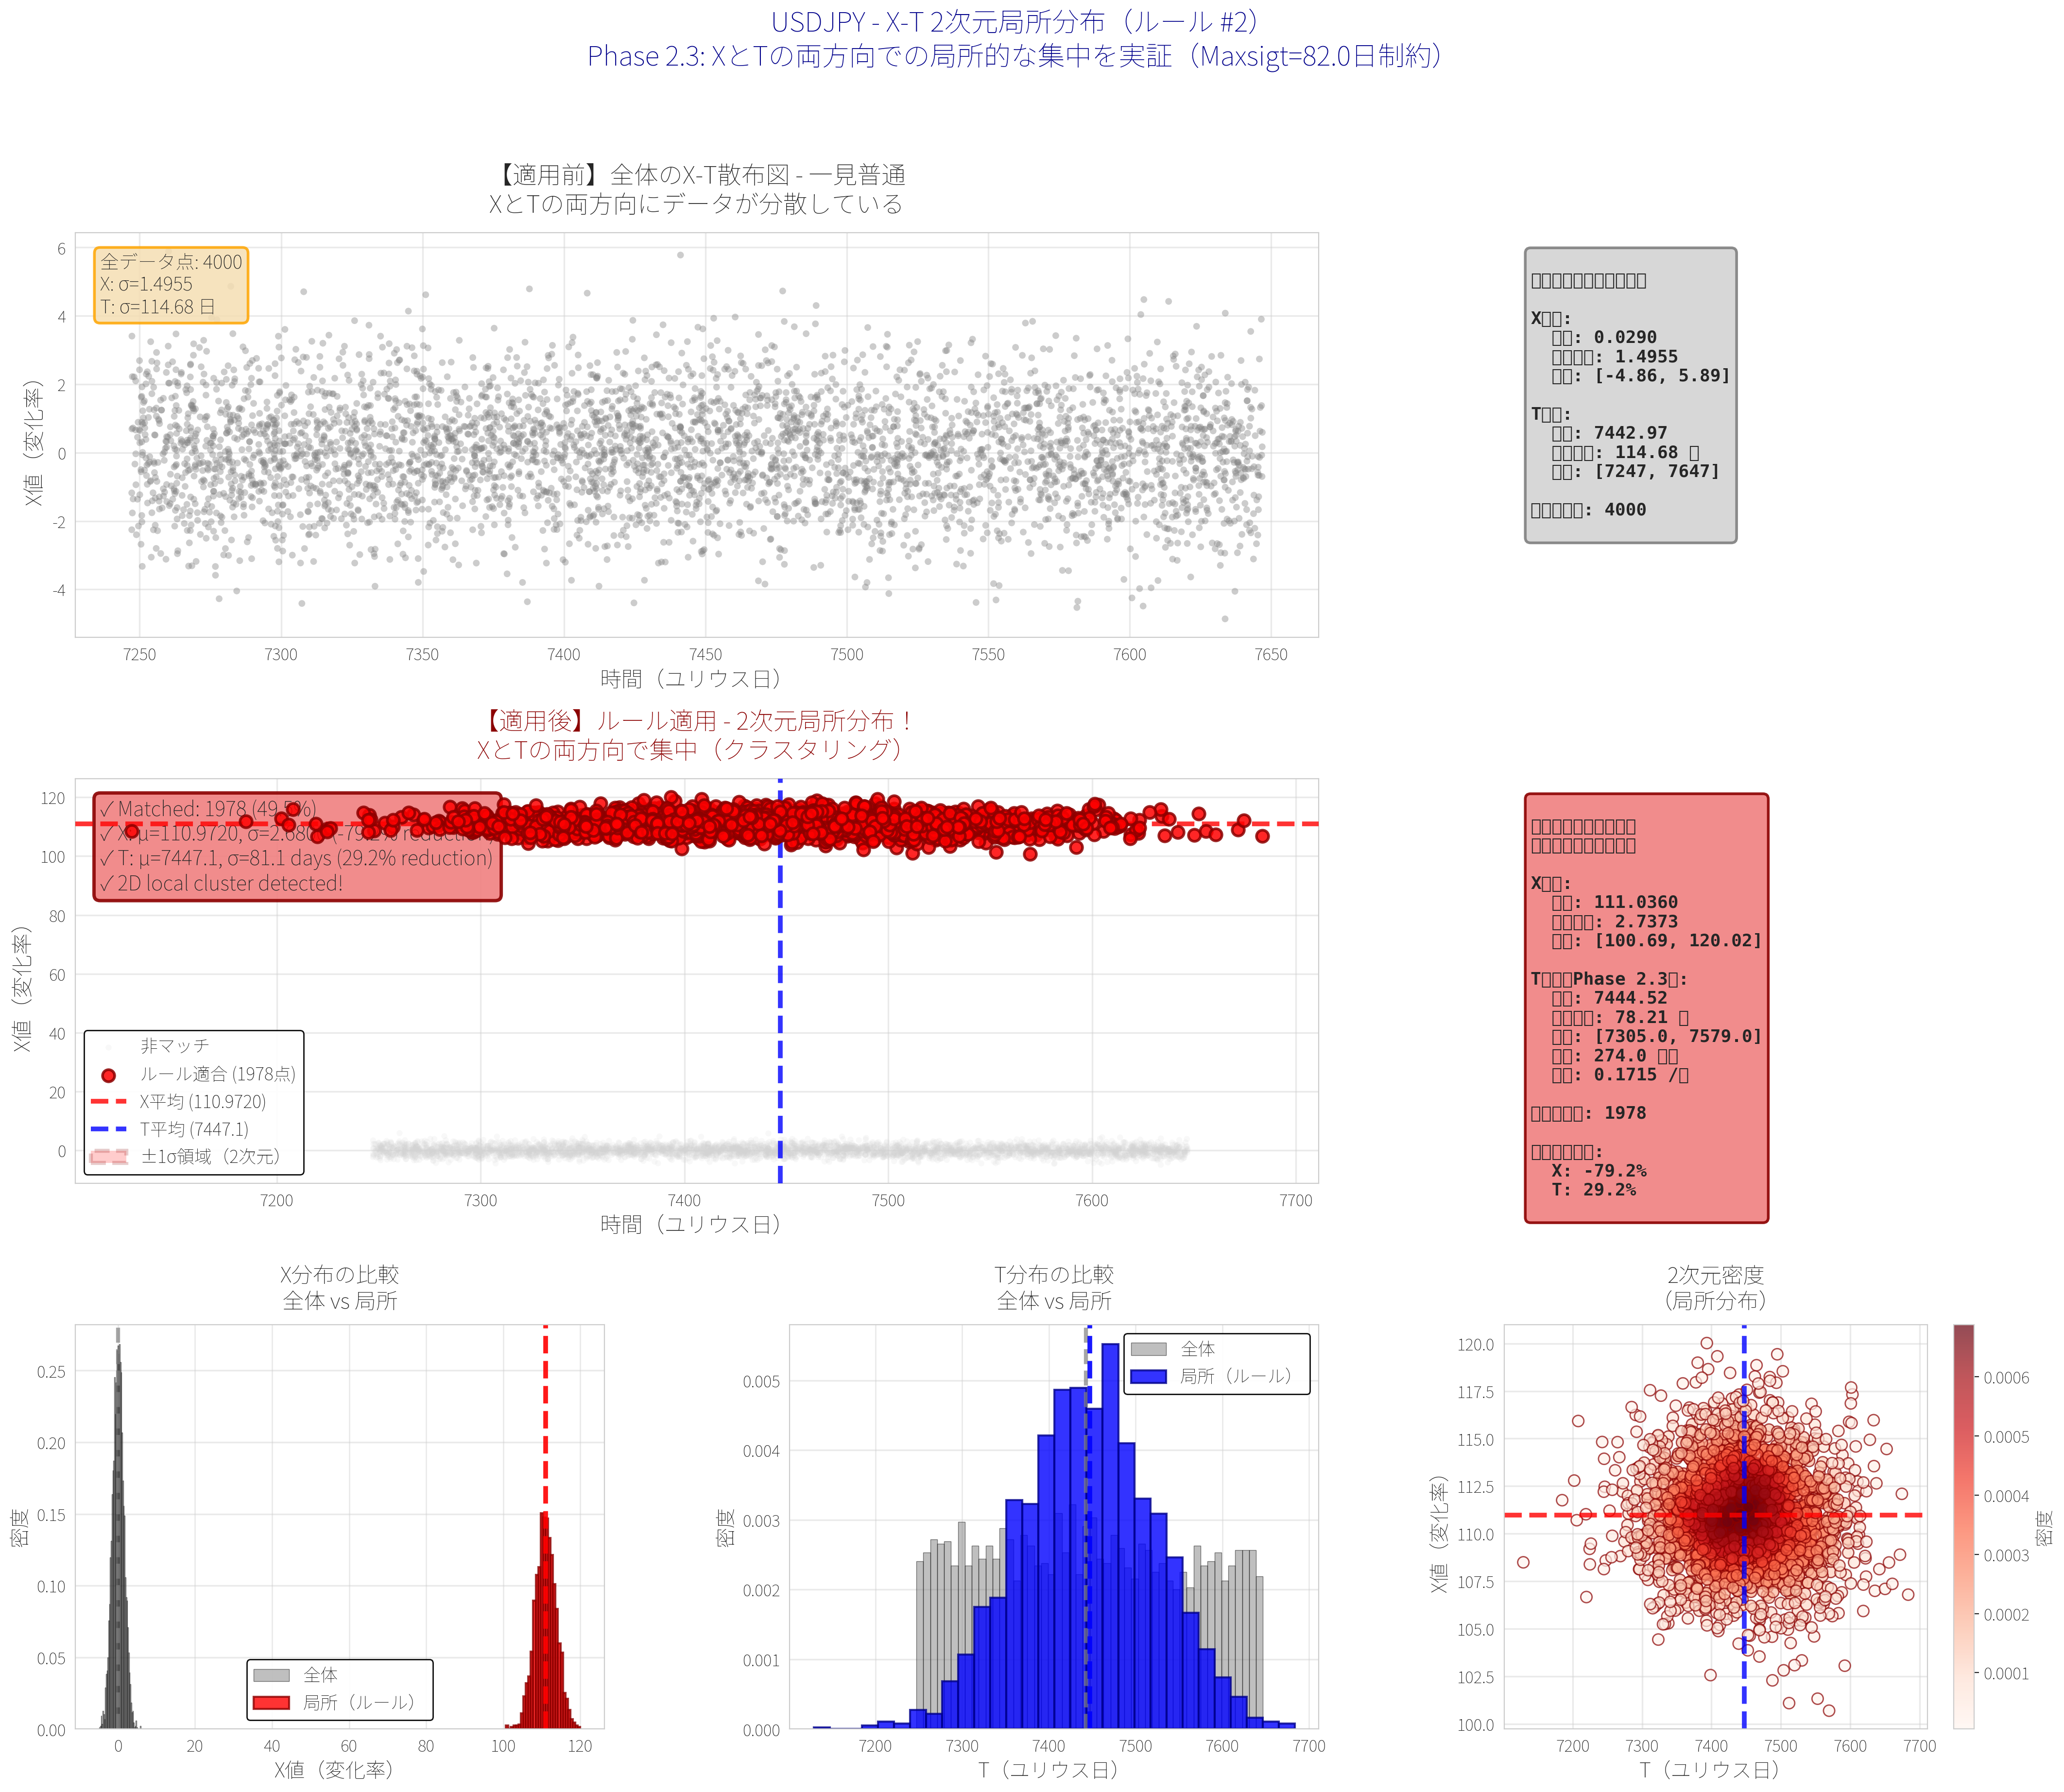 USDJPY - X-T 2次元局所分布（ルール #2）
Phase 2.3: XとTの両方向での局所的な集中を実証（Maxsigt=82.0日制約）
【適用前】全体のX-T散布図 - 一見普通
XとTの両方向にデータが分散している
全データ点: 4000
X: σ=1.4955
T: σ=114.68 日
X値（変化率）
6
4
2
0
-2
-4
7250 7300 7350 7400 7450 7500 7550 7600 7650
時間（ユリウス日）
□□□□□□□□□□□
X□□:
□□: 0.0290
□□□□: 1.4955
□□: [-4.86, 5.89]
T□□:
□□: 7442.97
□□□□: 114.68 □
□□: [7247, 7647]
□□□□□: 4000
【適用後】ルール適用 - 2次元局所分布！
XとTの両方向で集中（クラスタリング）
✓ Matched: 1978 (49.5%)
✓ X: μ=110.9720, σ=2.680 (-79.2% reduction)
✓ T: μ=7447.1, σ=81.1 days (29.2% reduction)
✓ 2D local cluster detected!
X値（変化率）
120
100
80
60
40
20
0
非マッチ
ルール適合 (1978点)
X平均 (110.9720)
T平均 (7447.1)
±1σ領域（2次元）
7200 7300 7400 7500 7600 7700
時間（ユリウス日）
□□□□□□□□□□
□□□□□□□□□□
X□□:
□□: 111.0360
□□□□: 2.7373
□□: [100.69, 120.02]
T□□□Phase 2.3□:
□□: 7444.52
□□□□: 78.21 □
□□: [7305.0, 7579.0]
□□: 274.0 □□
□□: 0.1715 /□
□□□□□: 1978
□□□□□□:
X: -79.2%
T: 29.2%
X分布の比較
全体 vs 局所
密度
0.25
0.20
0.15
0.10
0.05
0.00
全体
局所（ルール）
0 20 40 60 80 100 120
X値（変化率）
T分布の比較
全体 vs 局所
密度
0.005
0.004
0.003
0.002
0.001
0.000
全体
局所（ルール）
7200 7300 7400 7500 7600 7700
T（ユリウス日）
2次元密度
（局所分布）
X値（変化率）
120.0
117.5
115.0
112.5
110.0
107.5
105.0
102.5
100.0
7200 7300 7400 7500 7600 7700
T（ユリウス日）
0.0006
0.0005
0.0004
0.0003
0.0002
0.0001
密度